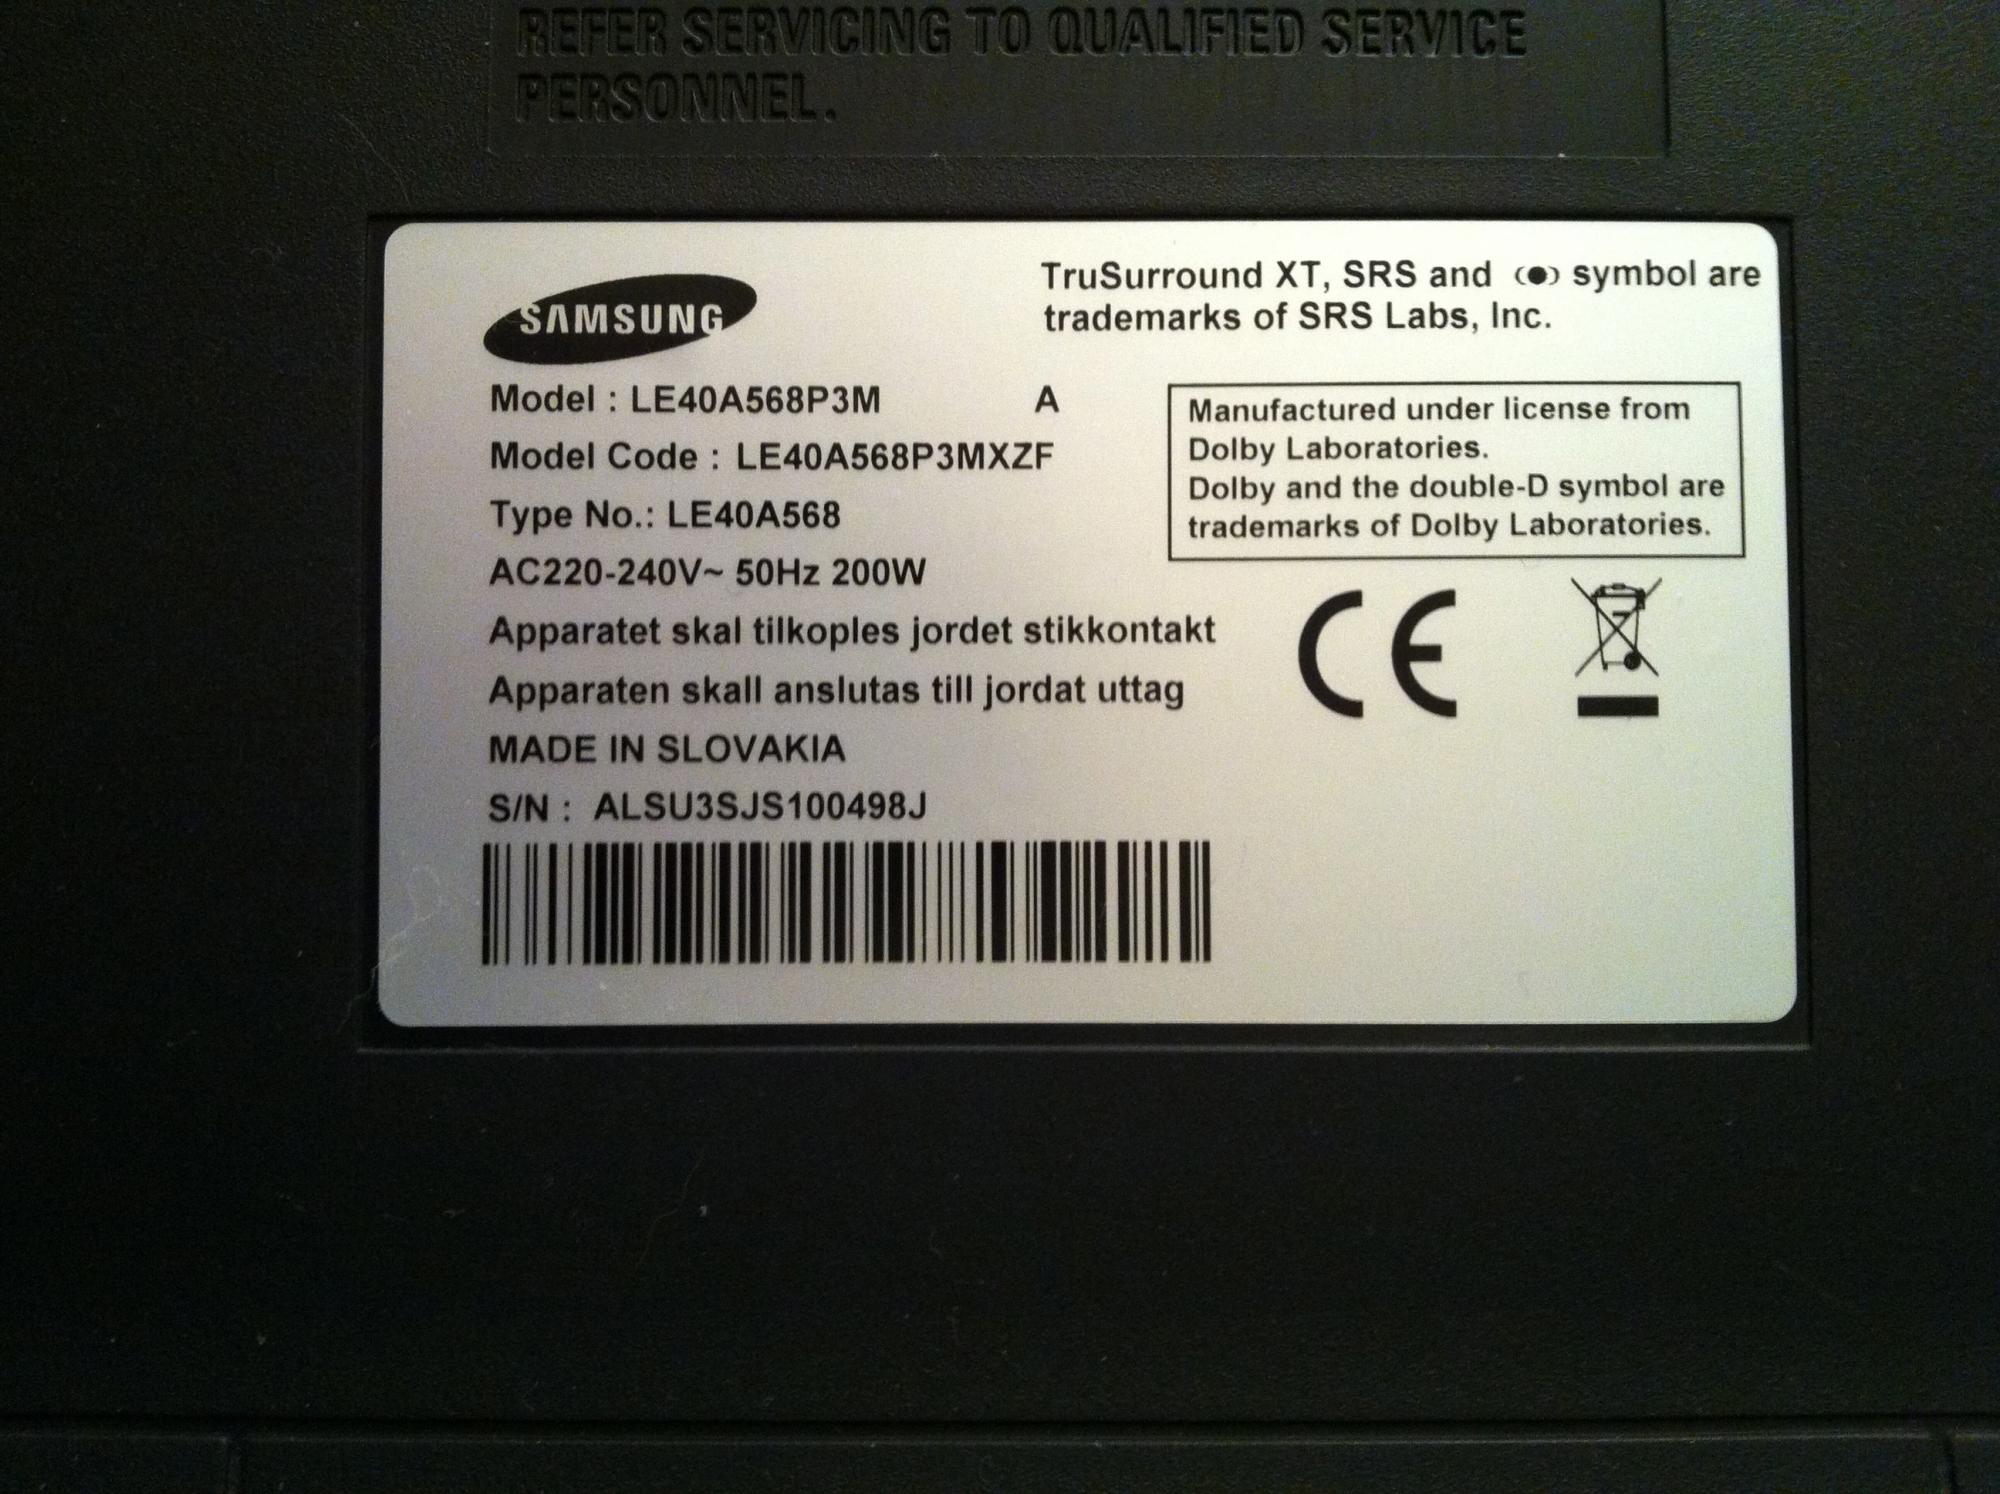 REFER SERVICING TO QUALIFIED SERVICE
PERSONNEL.
SAMSUNG
TruSurround XT, SRS and (●) symbol are
trademarks of SRS Labs, Inc.
Model : LE40A568P3M A
Model Code : LE40A568P3MXZF
Type No.: LE40A568
AC220-240V~ 50Hz 200W
Apparatet skal tilkoples jordet stikkontakt
Apparaten skall anslutas till jordat uttag
MADE IN SLOVAKIA
S/N : ALSU3SJS100498J
Manufactured under license from
Dolby Laboratories.
Dolby and the double-D symbol are
trademarks of Dolby Laboratories.
CE